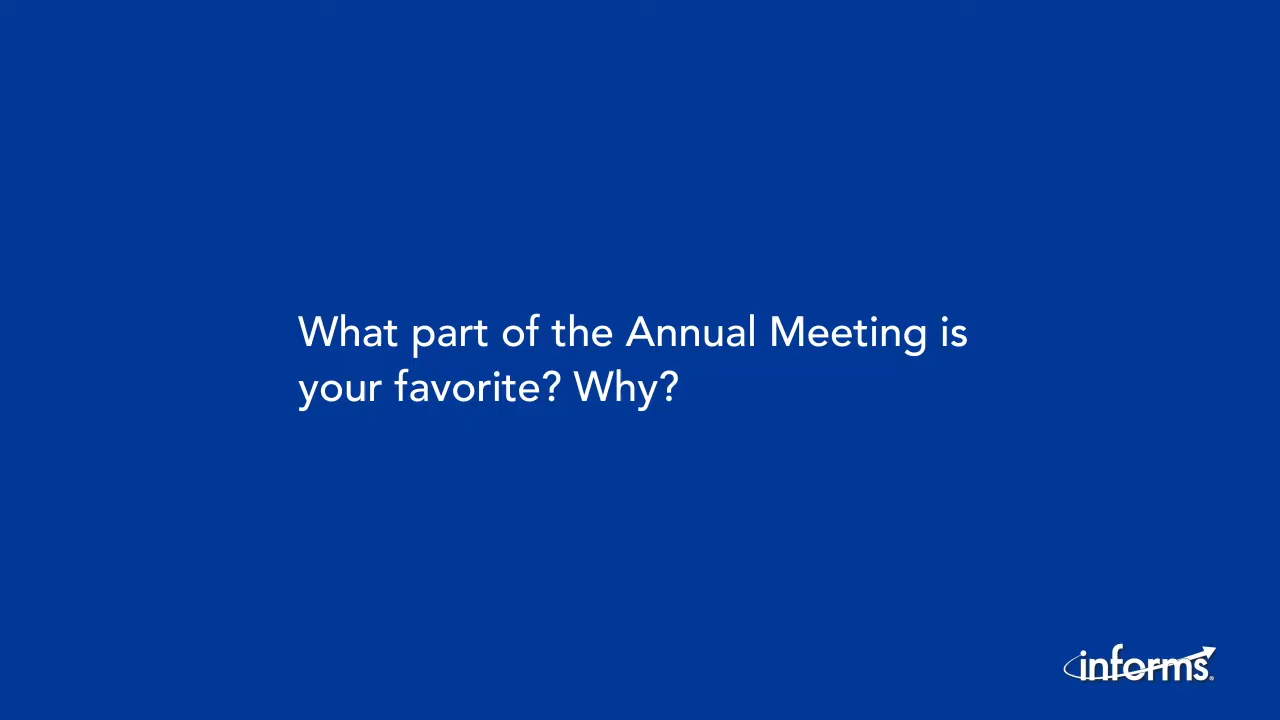 What part of the Annual Meeting is
your favorite? Why?
informs®